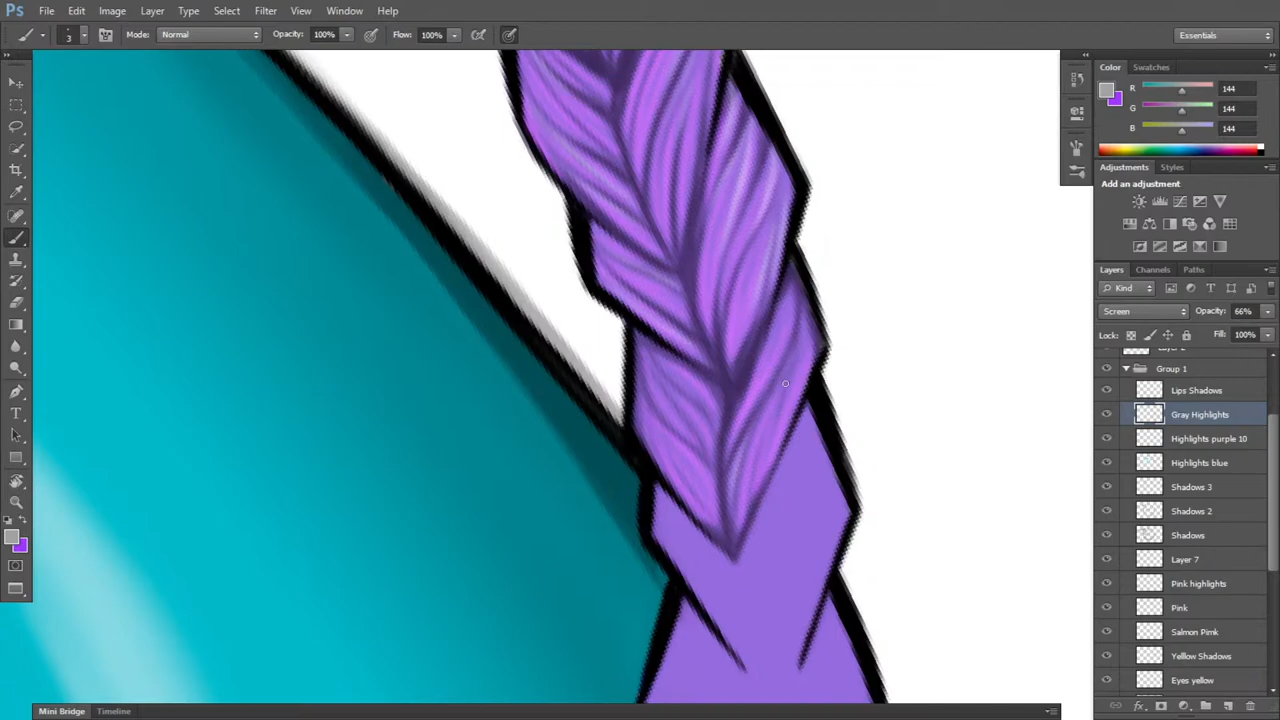 Ps File Edit Image Layer Type Select Filter View Window Help
3 Mode: Normal Opacity: 100% Flow: 100% Essentials
Color Swatches
R 144
G 144
B 144
Adjustments Styles
Add an adjustment
Layers Channels Paths
Kind
Screen Opacity: 66%
Lock: Fill: 100%
Group 1
Lips Shadows
Gray Highlights
Highlights purple 10
Highlights blue
Shadows 3
Shadows 2
Shadows
Layer 7
Pink highlights
Pink
Salmon Pimk
Yellow Shadows
Eyes yellow
Mini Bridge Timeline